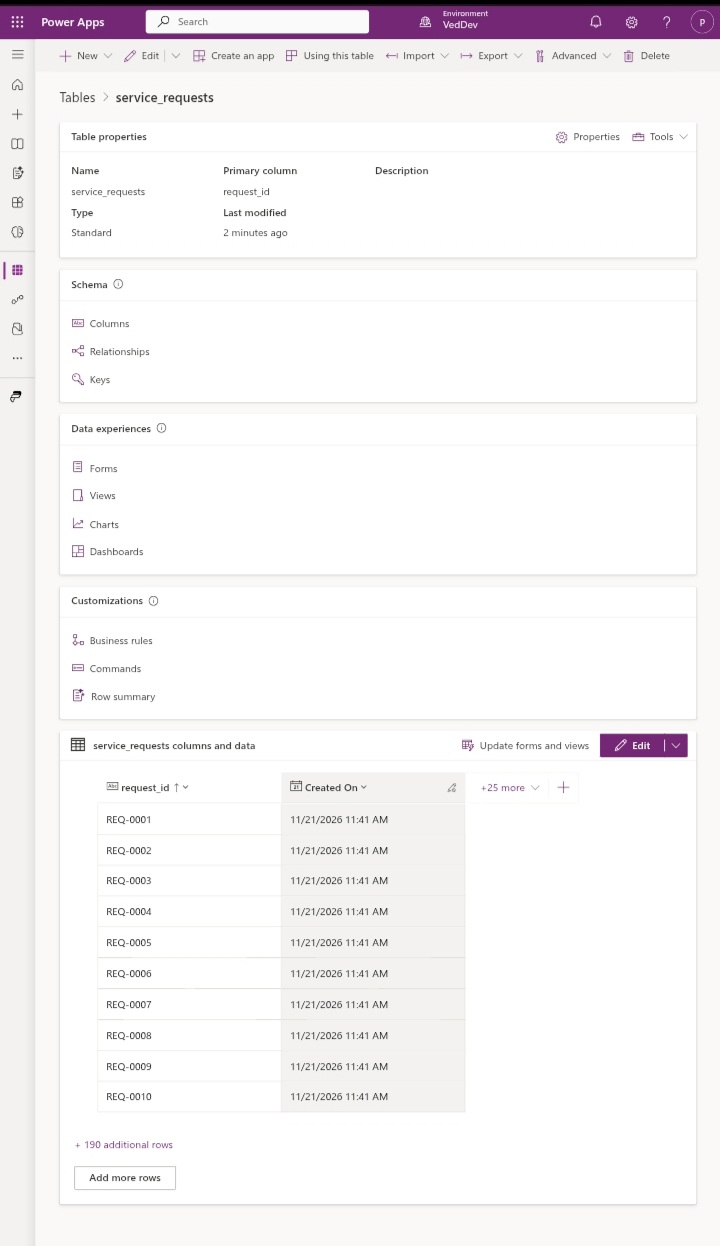 Power Apps
Search
Environment
VedDev
?
P
New
Edit
Create an app
Using this table
Import
Export
Advanced
Delete
Tables > service_requests
Table properties
Properties
Tools
Name
Primary column
Description
service_requests
request_id
Type
Last modified
Standard
2 minutes ago
Schema
Abc Columns
Relationships
Keys
Data experiences
Forms
Views
Charts
Dashboards
Customizations
Business rules
Commands
Row summary
service_requests columns and data
Update forms and views
Edit
Abc request_id ↑
Created On
+25 more
REQ-0001 11/21/2026 11:41 AM
REQ-0002 11/21/2026 11:41 AM
REQ-0003 11/21/2026 11:41 AM
REQ-0004 11/21/2026 11:41 AM
REQ-0005 11/21/2026 11:41 AM
REQ-0006 11/21/2026 11:41 AM
REQ-0007 11/21/2026 11:41 AM
REQ-0008 11/21/2026 11:41 AM
REQ-0009 11/21/2026 11:41 AM
REQ-0010 11/21/2026 11:41 AM
+ 190 additional rows
Add more rows